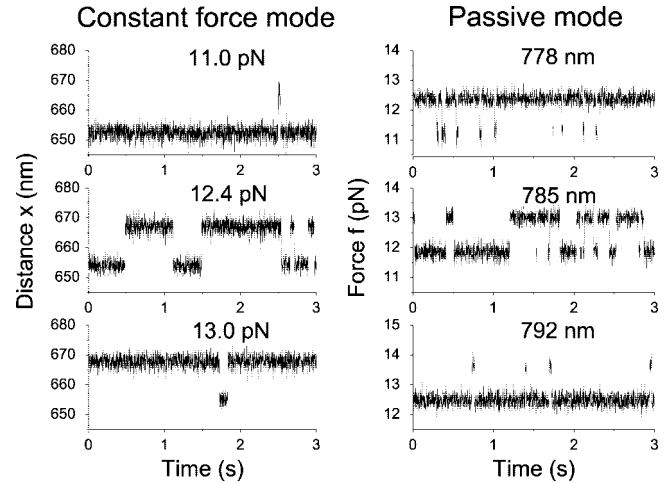 Constant force mode
Passive mode
Distance x (nm)
11.0 pN
680
670
660
650
0 1 2 3
12.4 pN
680
670
660
650
0 1 2 3
13.0 pN
680
670
660
650
0 1 2 3
Time (s)
Force f (pN)
778 nm
14
13
12
11
0 1 2 3
785 nm
14
13
12
11
0 1 2 3
792 nm
15
14
13
12
0 1 2 3
Time (s)